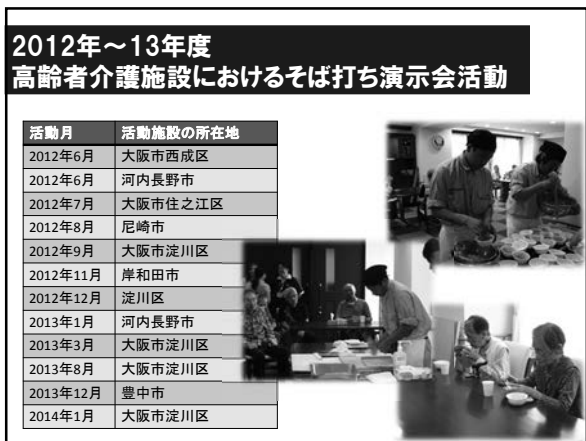 2012年～13年度
高齢者介護施設におけるそば打ち演示会活動
活動月 活動施設の所在地
2012年6月 大阪市西成区
2012年6月 河内長野市
2012年7月 大阪市住之江区
2012年8月 尼崎市
2012年9月 大阪市淀川区
2012年11月 岸和田市
2012年12月 淀川区
2013年1月 河内長野市
2013年3月 大阪市淀川区
2013年8月 大阪市淀川区
2013年12月 豊中市
2014年1月 大阪市淀川区